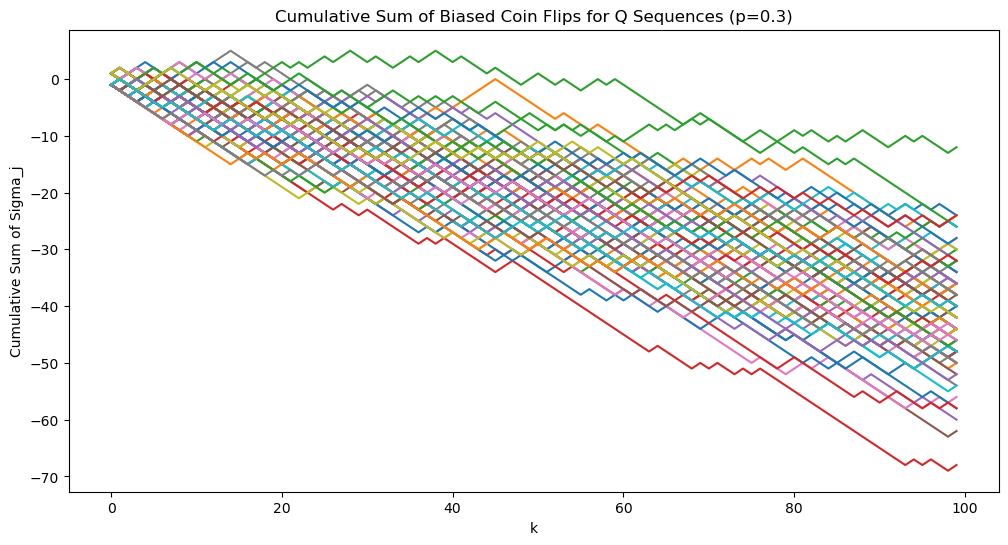 Cumulative Sum of Biased Coin Flips for Q Sequences (p=0.3)
Cumulative Sum of Sigma_j
0
−10
−20
−30
−40
−50
−60
−70
0 20 40 60 80 100
k